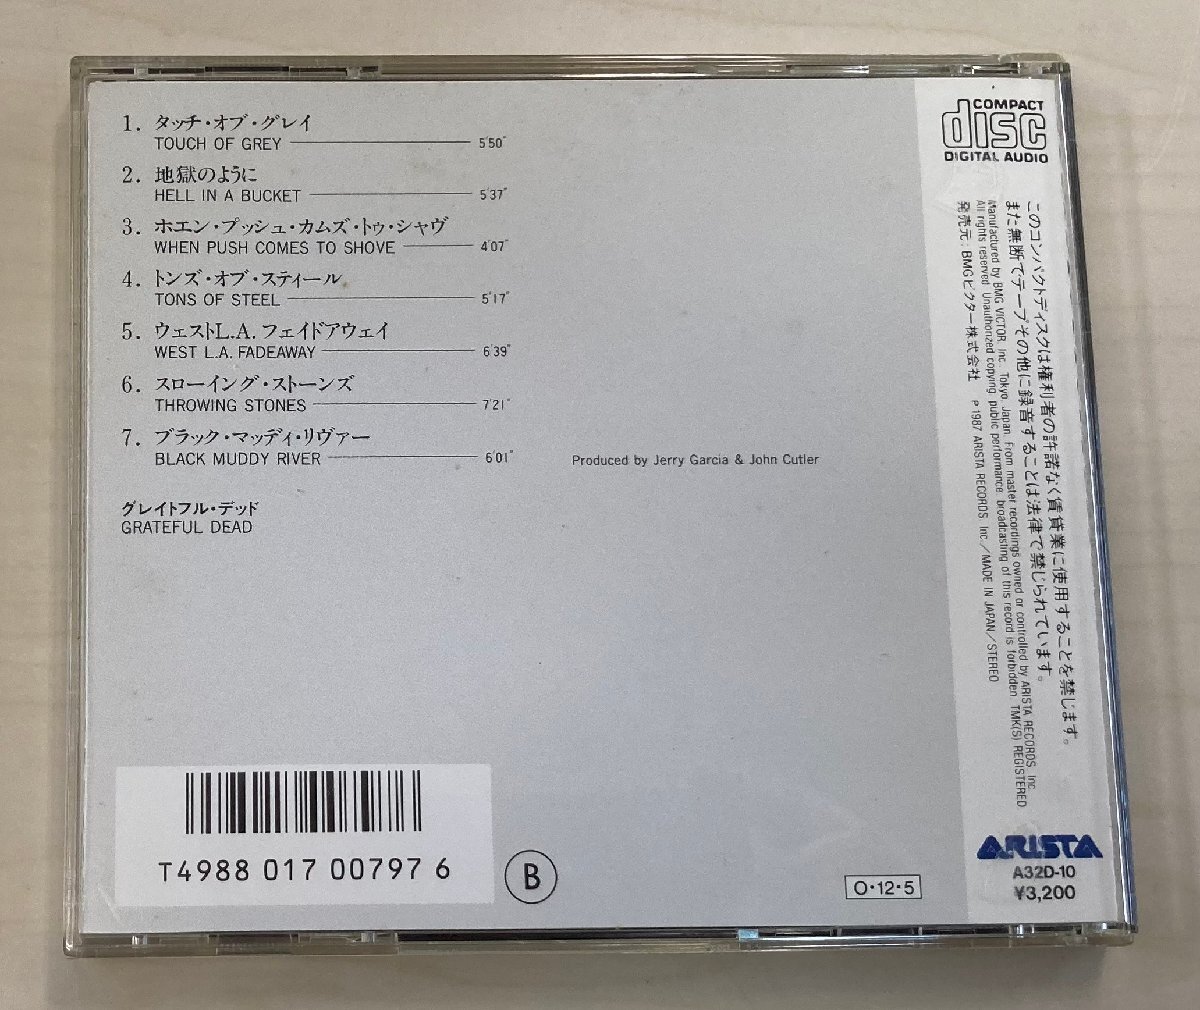 1. タッチ・オブ・グレイ
TOUCH OF GREY 5'50"
2. 地獄のように
HELL IN A BUCKET 5'37"
3. ホエン・プッシュ・カムズ・トゥ・シャヴ
WHEN PUSH COMES TO SHOVE 4'07"
4. トンズ・オブ・スティール
TONS OF STEEL 5'17"
5. ウェストL.A. フェイドアウェイ
WEST L.A. FADEAWAY 6'39"
6. スローイング・ストーンズ
THROWING STONES 7'21"
7. ブラック・マッディ・リヴァー
BLACK MUDDY RIVER 6'01"
Produced by Jerry Garcia & John Cutler
グレイトフル・デッド
GRATEFUL DEAD
T4988 017 00797 6
B
O・12・5
COMPACT
disc
DIGITAL AUDIO
このコンパクトディスクは権利者の許諾なく賃貸業に使用することを禁じます。
また無断でテープその他に録音することは法律で禁じられています。
Manufactured by BMG VICTOR, Inc. Tokyo, Japan. From master recordings owned or controlled by ARISTA RECORDS, Inc.
All rights reserved Unauthorized copying public performance broadcasting of this record is forbidden TMK(S) REGISTERED
発売元:BMGビクター株式会社 P 1987 ARISTA RECORDS, Inc./MADE IN JAPAN/STEREO
ARISTA
A32D-10
¥3,200